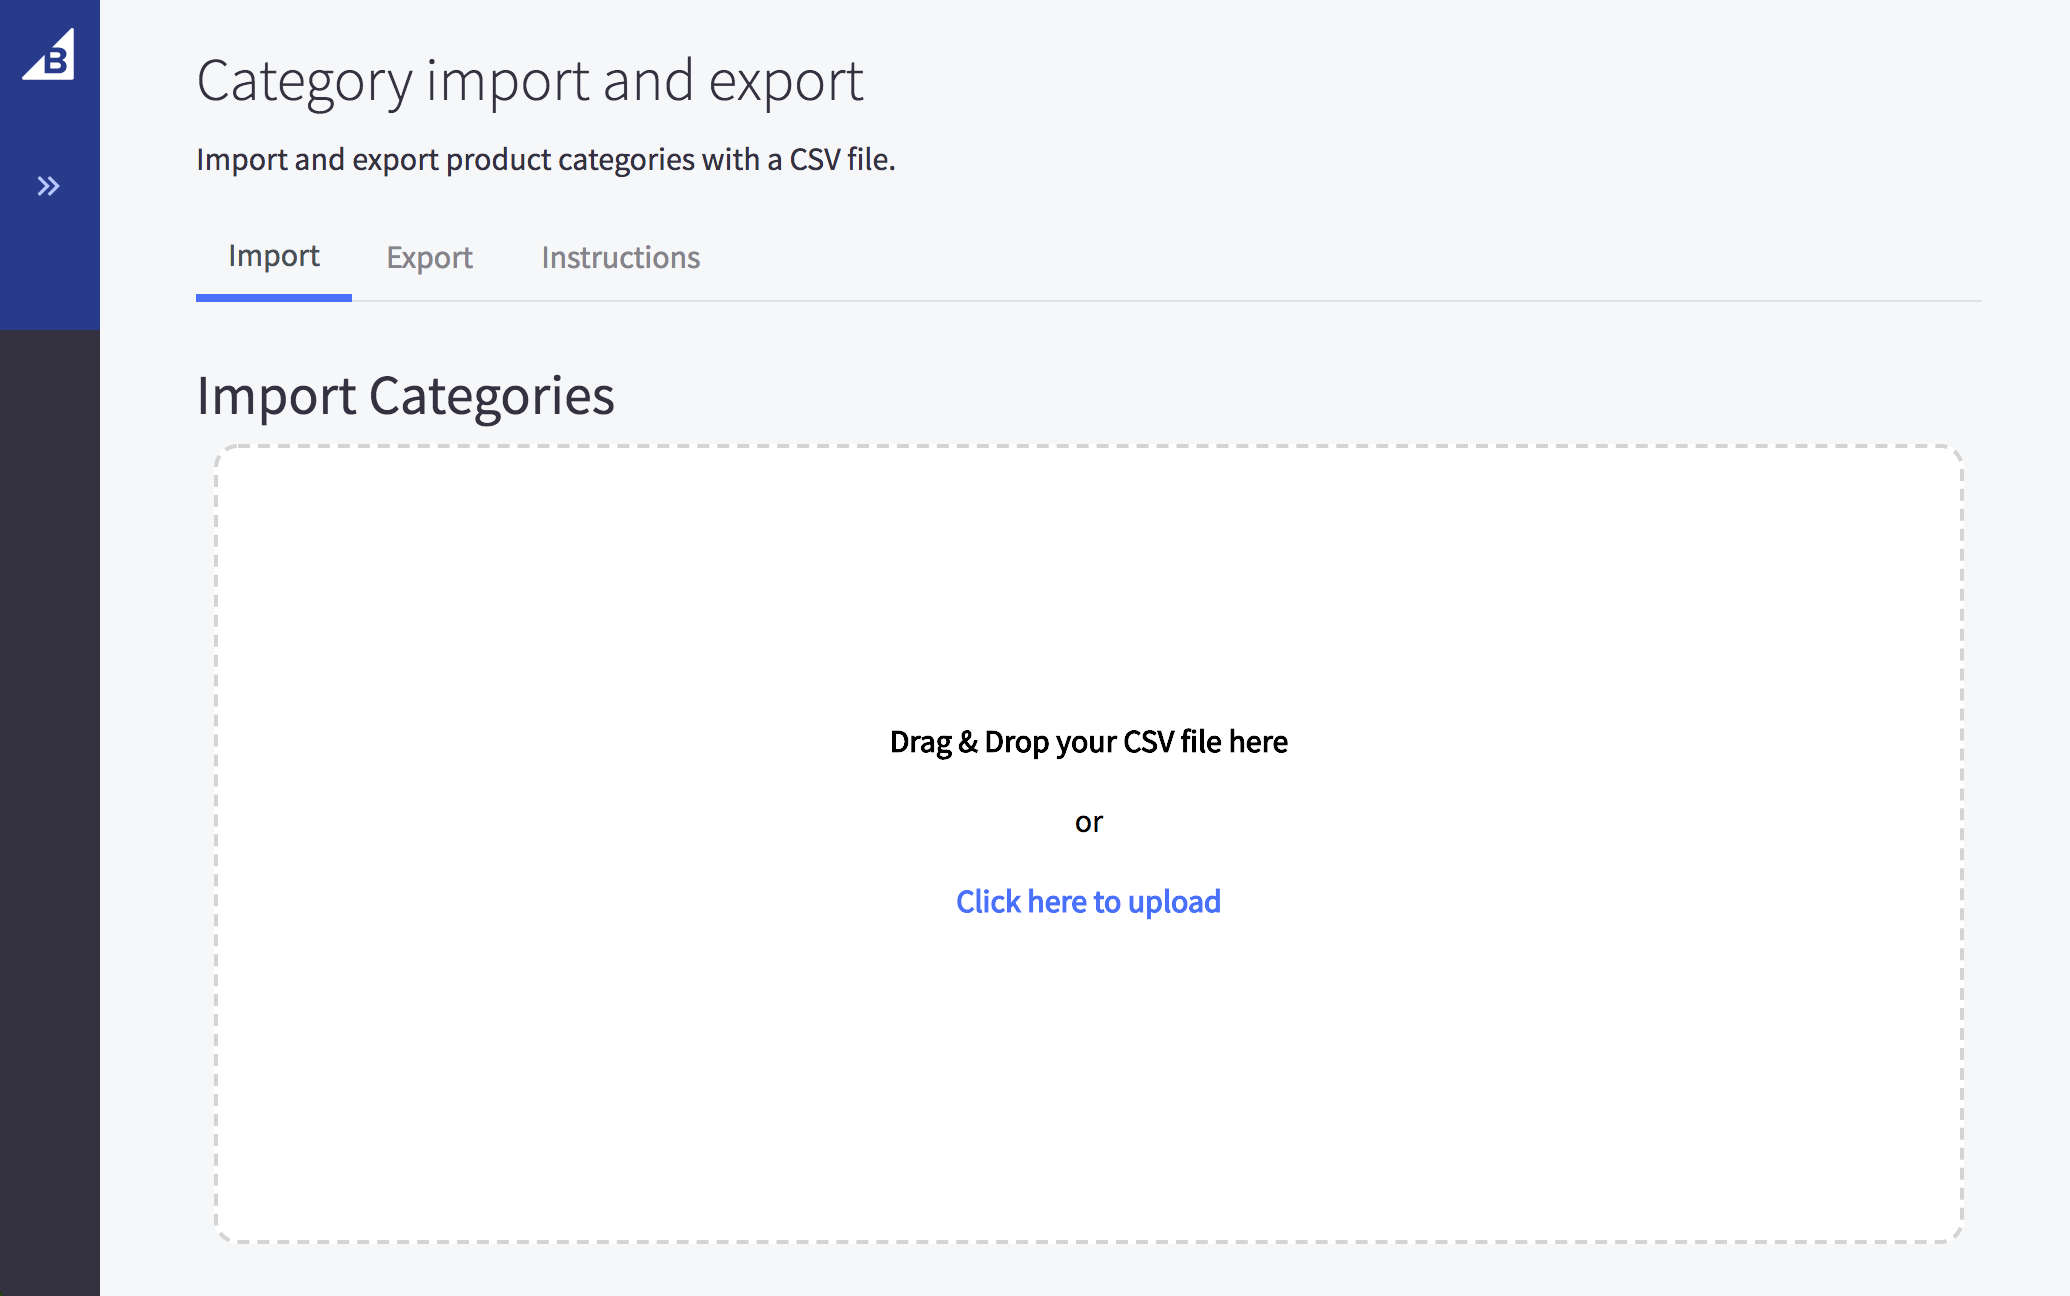 B
Category import and export
Import and export product categories with a CSV file.
Import Export Instructions
Import Categories
Drag & Drop your CSV file here
or
Click here to upload